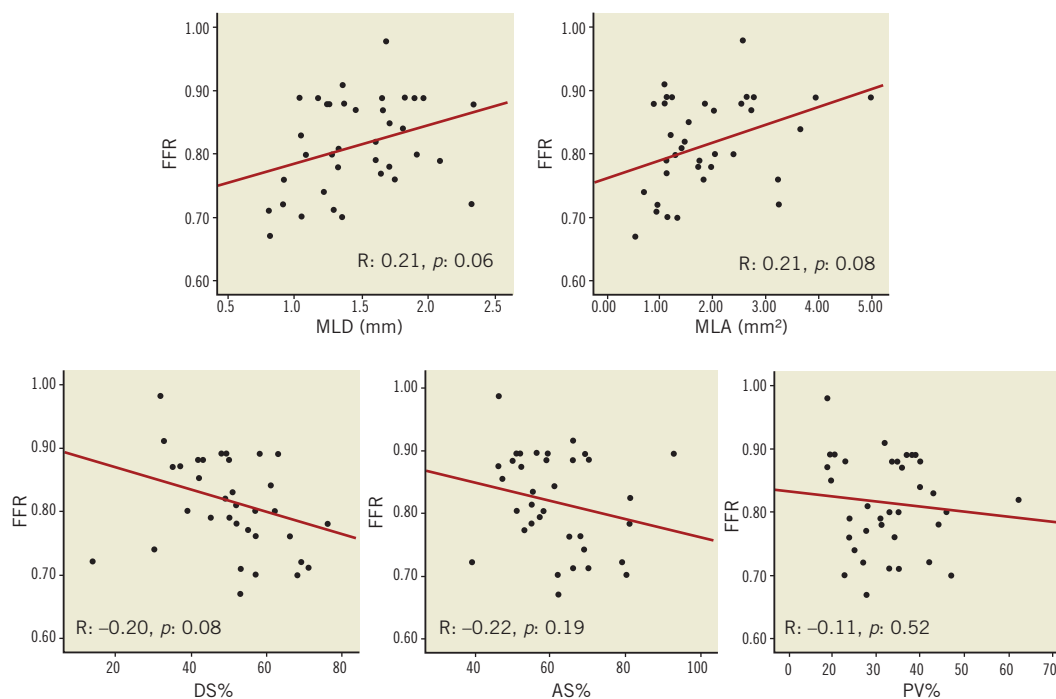 1.00
0.90
0.80
0.70
0.60
FFR
R: 0.21, p: 0.06
0.5 1.0 1.5 2.0 2.5
MLD (mm)
1.00
0.90
0.80
0.70
0.60
FFR
R: 0.21, p: 0.08
0.00 1.00 2.00 3.00 4.00 5.00
MLA (mm²)
1.00
0.90
0.80
0.70
0.60
FFR
R: –0.20, p: 0.08
20 40 60 80
DS%
1.00
0.90
0.80
0.70
0.60
FFR
R: –0.22, p: 0.19
40 60 80 100
AS%
1.00
0.90
0.80
0.70
0.60
FFR
R: –0.11, p: 0.52
0 10 20 30 40 50 60 70
PV%